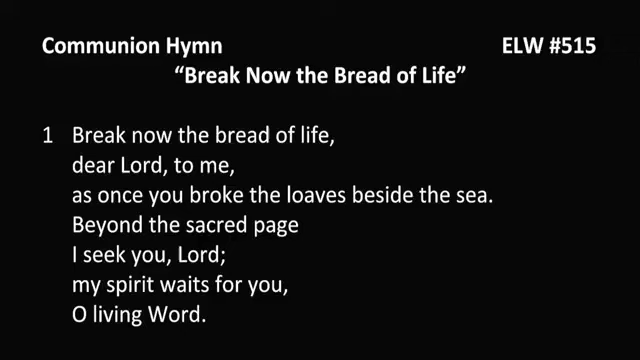 Communion Hymn ELW #515
“Break Now the Bread of Life”
1 Break now the bread of life,
dear Lord, to me,
as once you broke the loaves beside the sea.
Beyond the sacred page
I seek you, Lord;
my spirit waits for you,
O living Word.